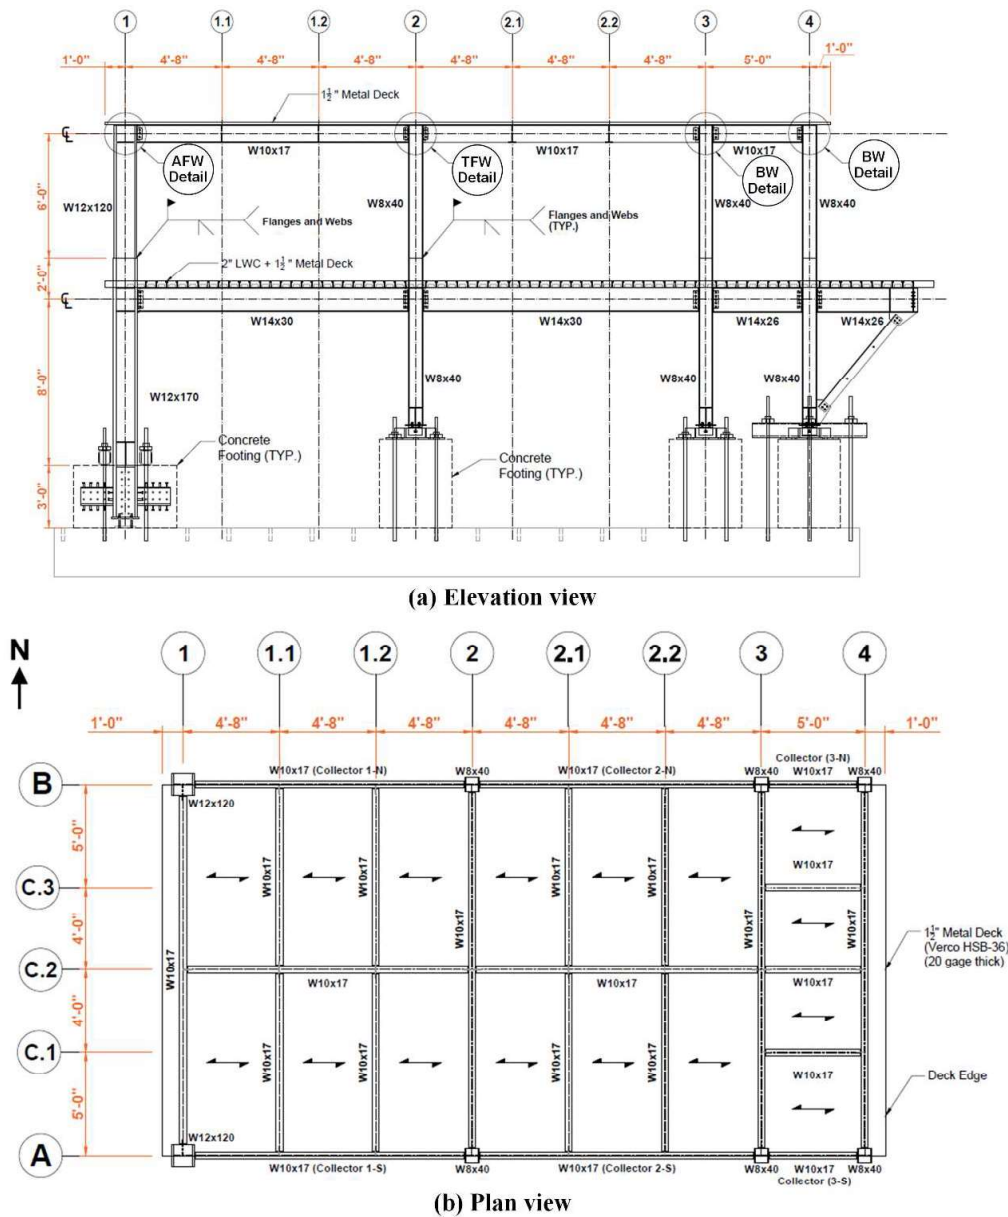 1 1.1 1.2 2 2.1 2.2 3 4
1'-0" 4'-8" 4'-8" 4'-8" 4'-8" 4'-8" 4'-8" 5'-0" 1'-0"
1½" Metal Deck
W10x17 W10x17 W10x17
AFW Detail
TFW Detail
BW Detail
BW Detail
6'-0"
W12x120
Flanges and Webs
W8x40
Flanges and Webs (TYP.)
W8x40
W8x40
2" LWC + 1½" Metal Deck
2'-0"
W14x30 W14x30 W14x26 W14x26
8'-0"
W12x170
W8x40
W8x40
W8x40
Concrete
Footing (TYP.)
Concrete
Footing (TYP.)
3'-0"
(a) Elevation view
N
1 1.1 1.2 2 2.1 2.2 3 4
1'-0" 4'-8" 4'-8" 4'-8" 4'-8" 4'-8" 4'-8" 5'-0" 1'-0"
Collector (3-N)
W10x17 (Collector 1-N) W8x40 W10x17 (Collector 2-N) W8x40 W10x17 W8x40
B
W12x120
5'-0"
W10x17 W10x17 W10x17 W10x17 W10x17 W10x17
W10x17
C.3
4'-0"
W10x17
C.2
W10x17 W10x17 W10x17
4'-0"
1½" Metal Deck
(Verco HSB-36)
(20 gage thick)
W10x17 W10x17 W10x17 W10x17
C.1
W10x17
5'-0"
Deck Edge
W12x120
A
W10x17 (Collector 1-S) W8x40 W10x17 (Collector 2-S) W8x40 W10x17 W8x40
Collector (3-S)
(b) Plan view